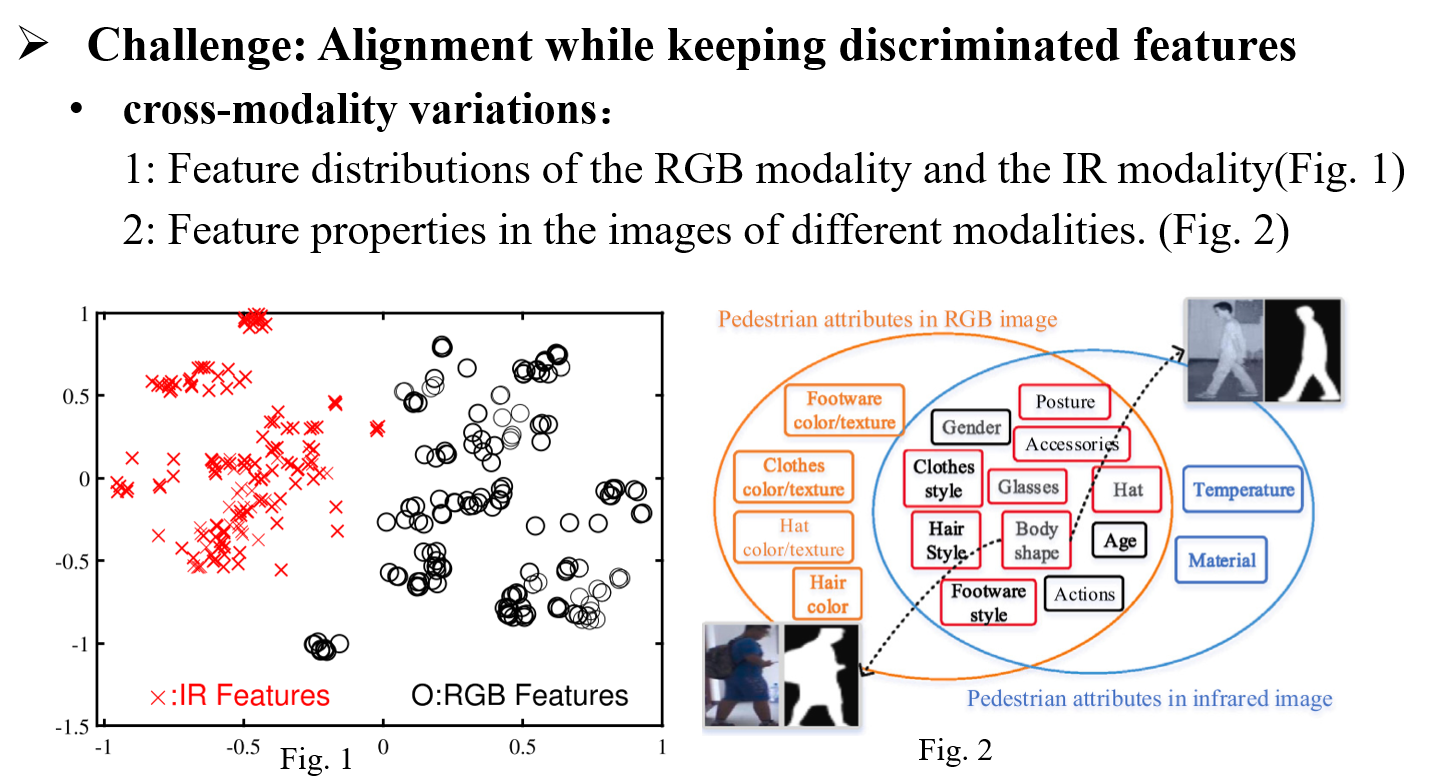 ➢ Challenge: Alignment while keeping discriminated features
• cross-modality variations：
1: Feature distributions of the RGB modality and the IR modality(Fig. 1)
2: Feature properties in the images of different modalities. (Fig. 2)
1
0.5
0
-0.5
-1
-1.5
-1
-0.5
0
0.5
1
×:IR Features
O:RGB Features
Fig. 1
Pedestrian attributes in RGB image
Footware
color/texture
Clothes
color/texture
Hat
color/texture
Hair
color
Posture
Gender
Accessories
Clothes
style
Glasses
Hat
Hair
Style
Body
shape
Age
Footware
style
Actions
Temperature
Material
Pedestrian attributes in infrared image
Fig. 2